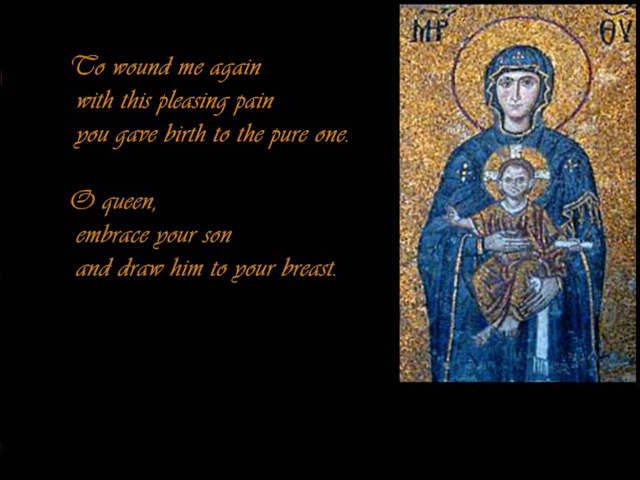 To wound me again
with this pleasing pain
you gave birth to the pure one.
O queen,
embrace your son
and draw him to your breast.
ΜΡ ΘΥ